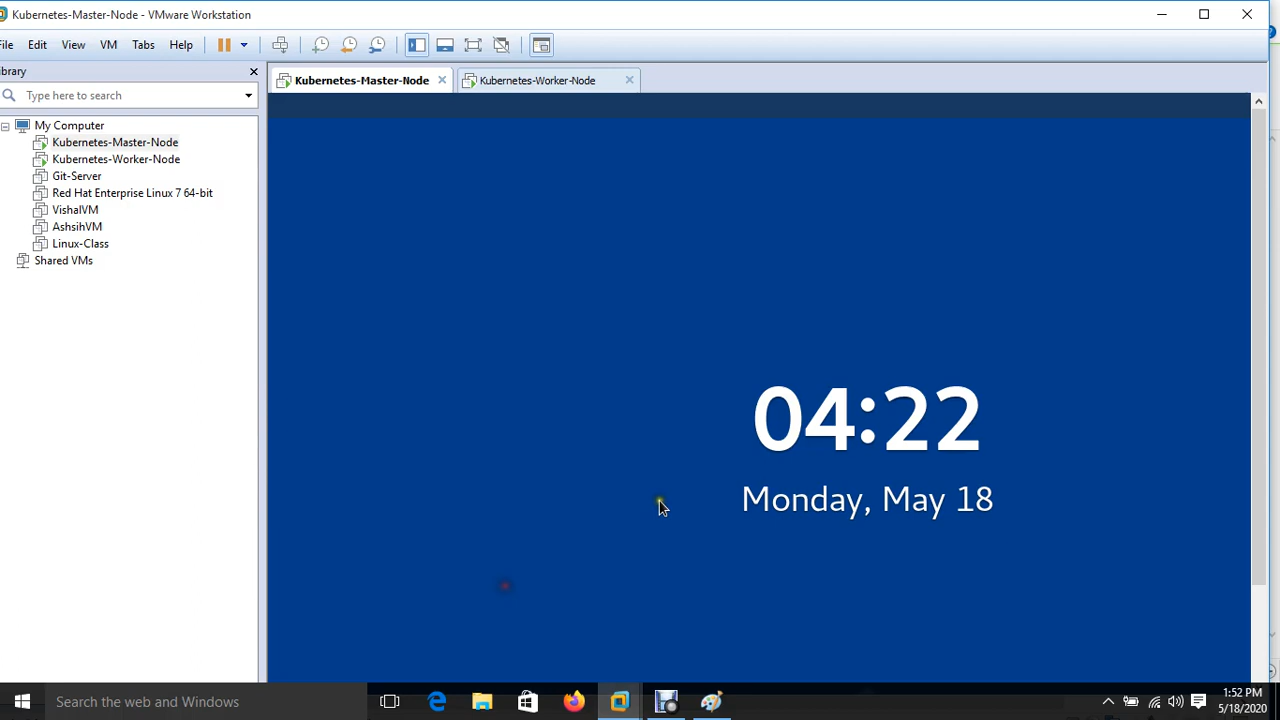 Kubernetes-Master-Node - VMware Workstation
File Edit View VM Tabs Help
Library
Kubernetes-Master-Node Kubernetes-Worker-Node
Type here to search
My Computer
Kubernetes-Master-Node
Kubernetes-Worker-Node
Git-Server
Red Hat Enterprise Linux 7 64-bit
VishalVM
AshsihVM
Linux-Class
Shared VMs
04:22
Monday, May 18
Search the web and Windows
1:52 PM
5/18/2020